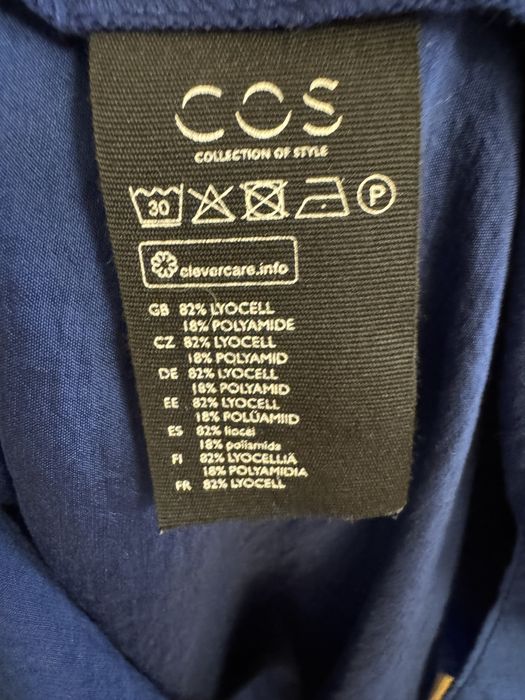 COS
COLLECTION OF STYLE
30 P
clevercare.info
GB 82% LYOCELL
18% POLYAMIDE
CZ 82% LYOCELL
18% POLYAMID
DE 82% LYOCELL
18% POLYAMID
EE 82% LYOCELL
18% POLÜAMIID
ES 82% liocel
18% poliamida
FI 82% LYOCELLIÄ
18% POLYAMIDIA
FR 82% LYOCELL